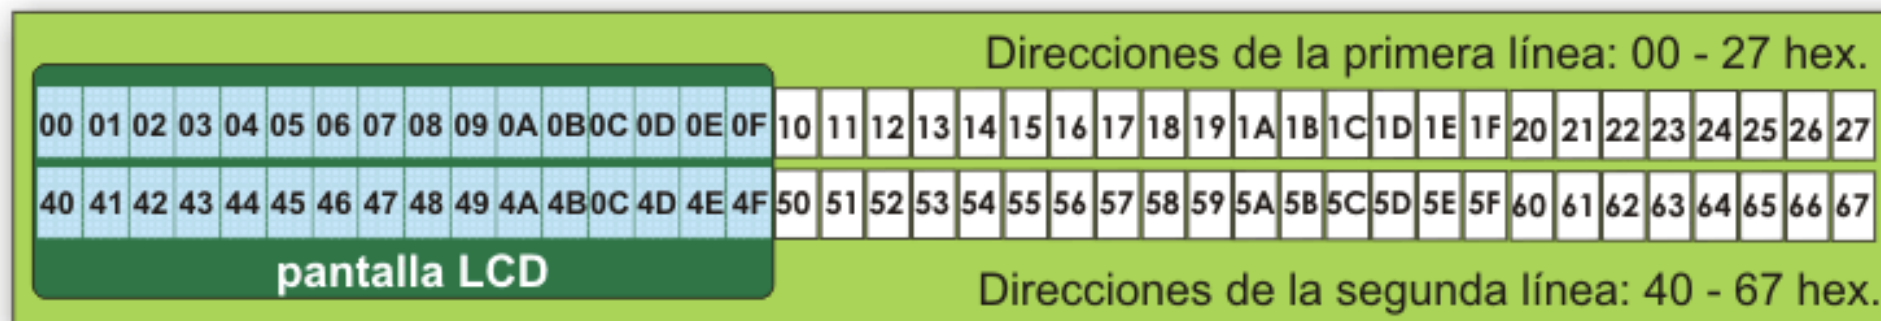 Direcciones de la primera línea: 00 - 27 hex.
00 01 02 03 04 05 06 07 08 09 0A 0B 0C 0D 0E 0F 10 11 12 13 14 15 16 17 18 19 1A 1B 1C 1D 1E 1F 20 21 22 23 24 25 26 27
40 41 42 43 44 45 46 47 48 49 4A 4B 0C 4D 4E 4F 50 51 52 53 54 55 56 57 58 59 5A 5B 5C 5D 5E 5F 60 61 62 63 64 65 66 67
pantalla LCD
Direcciones de la segunda línea: 40 - 67 hex.